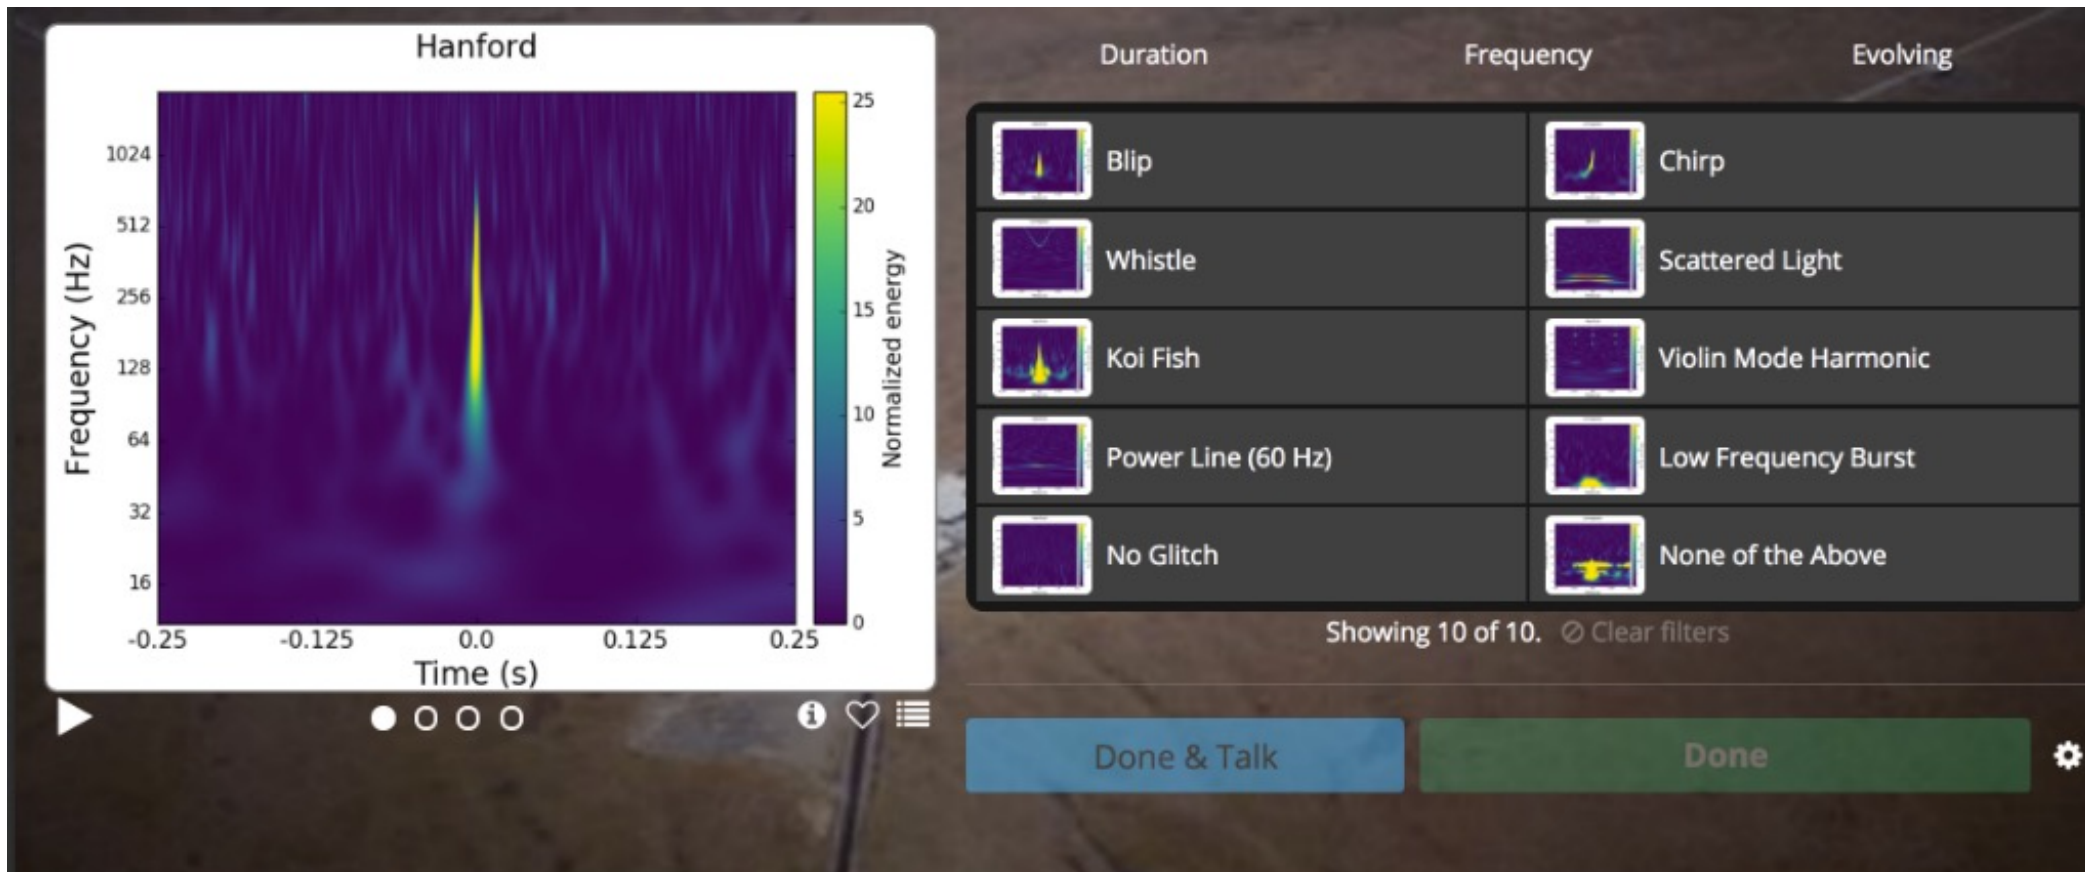 Hanford
Frequency (Hz)
1024
512
256
128
64
32
16
-0.25 -0.125 0.0 0.125 0.25
Time (s)
25
20
15
10
5
0
Normalized energy
Duration Frequency Evolving
Blip Chirp
Whistle Scattered Light
Koi Fish Violin Mode Harmonic
Power Line (60 Hz) Low Frequency Burst
No Glitch None of the Above
Showing 10 of 10. Clear filters
Done & Talk Done